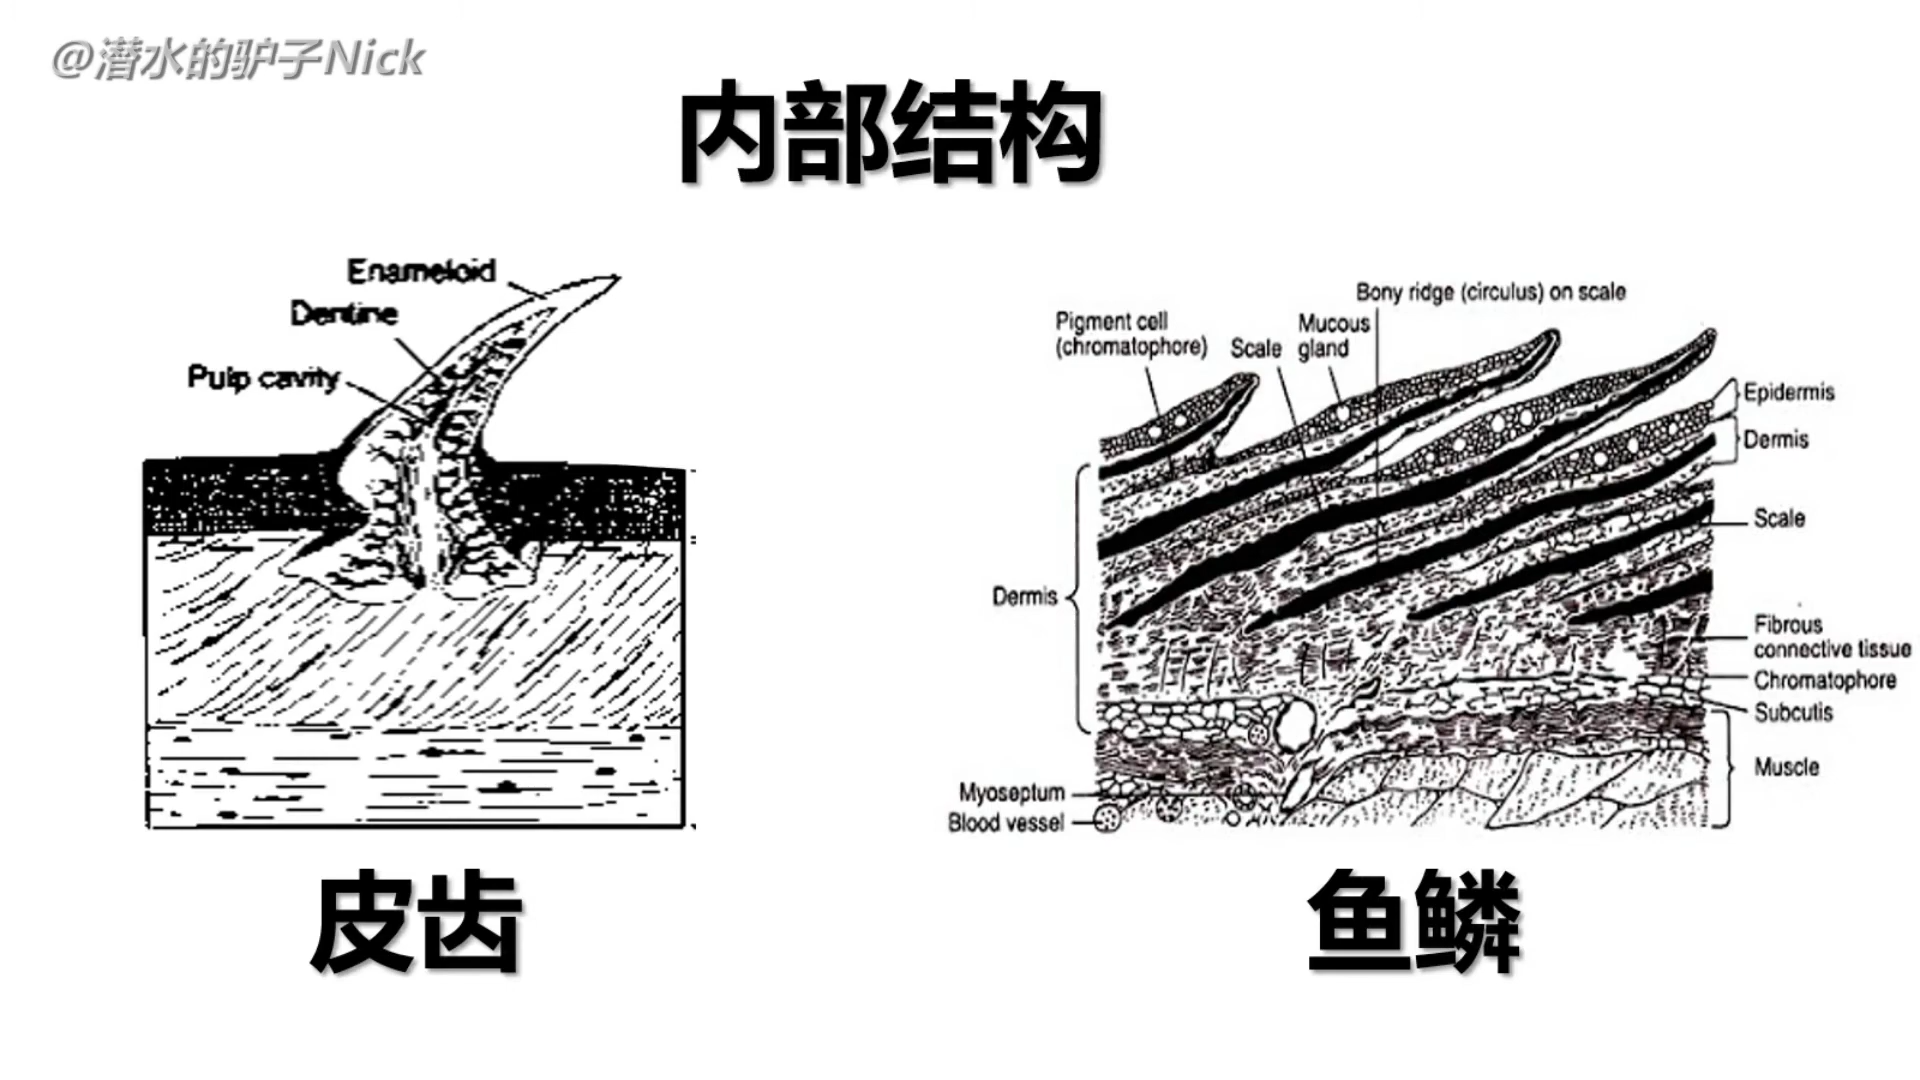 @潜水的驴子Nick
内部结构
Enameloid
Dentine
Pulp cavity
Bony ridge (circulus) on scale
Pigment cell
(chromatophore)
Scale
Mucous
gland
Epidermis
Dermis
Scale
Dermis
Fibrous
connective tissue
Chromatophore
Subcutis
Muscle
Myoseptum
Blood vessel
皮齿
鱼鳞